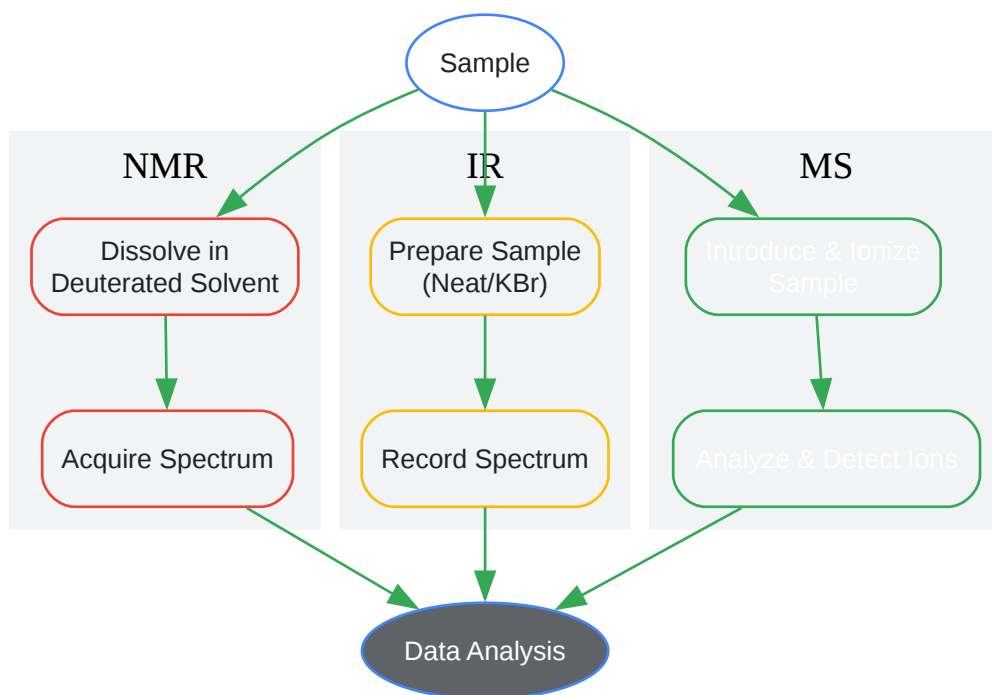 Sample
NMR
IR
MS
Dissolve in
Deuterated Solvent
Prepare Sample
(Neat/KBr)
Introduce & Ionize
Sample
Acquire Spectrum
Record Spectrum
Analyze & Detect Ions
Data Analysis